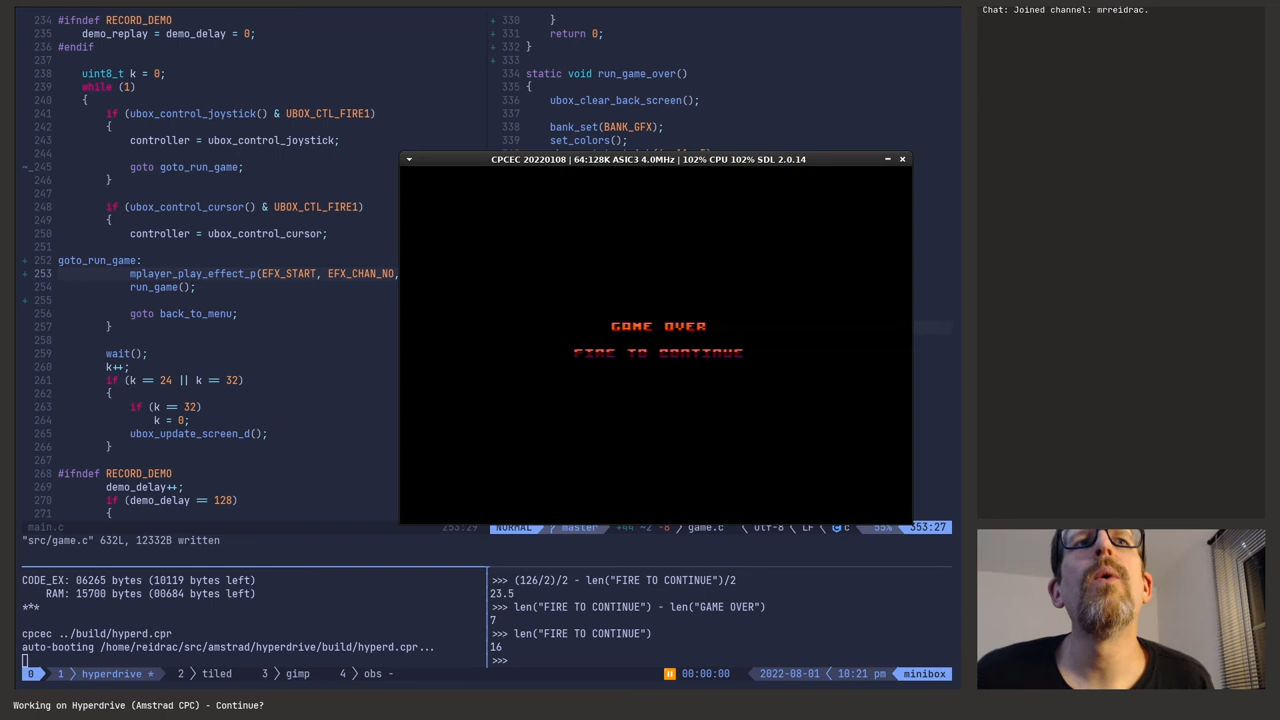 Chat: Joined channel: mrreidrac.
234 #ifndef RECORD_DEMO
235 demo_replay = demo_delay = 0;
236 #endif
237
238 uint8_t k = 0;
239 while (1)
240 {
241 if (ubox_control_joystick() & UBOX_CTL_FIRE1)
242 {
243 controller = ubox_control_joystick;
244
~_245 goto goto_run_game;
246 }
247
248 if (ubox_control_cursor() & UBOX_CTL_FIRE1)
249 {
250 controller = ubox_control_cursor;
251
+ 252 goto_run_game:
+ 253 mplayer_play_effect_p(EFX_START, EFX_CHAN_NO,
254 run_game();
+ 255
256 goto back_to_menu;
257 }
258
259 wait();
260 k++;
261 if (k == 24 || k == 32)
262 {
263 if (k == 32)
264 k = 0;
265 ubox_update_screen_d();
266 }
267
268 #ifndef RECORD_DEMO
269 demo_delay++;
270 if (demo_delay == 128)
271 {
main.c 253:29
+ 330 }
+ 331 return 0;
+ 332 }
+ 333
334 static void run_game_over()
335 {
336 ubox_clear_back_screen();
337
338 bank_set(BANK_GFX);
339 set_colors();
CPCEC 20220108 | 64:128K ASIC3 4.0MHz | 102% CPU 102% SDL 2.0.14
GAME OVER
FIRE TO CONTINUE
NORMAL master +44 ~2 -8 game.c utf-8 LF c 55% 353:27
"src/game.c" 632L, 12332B written
CODE_EX: 06265 bytes (10119 bytes left)
RAM: 15700 bytes (00684 bytes left)
***
cpcec ../build/hyperd.cpr
auto-booting /home/reidrac/src/amstrad/hyperdrive/build/hyperd.cpr...
>>> (126/2)/2 - len("FIRE TO CONTINUE")/2
23.5
>>> len("FIRE TO CONTINUE") - len("GAME OVER")
7
>>> len("FIRE TO CONTINUE")
16
>>>
0 1 hyperdrive * 2 tiled 3 gimp 4 obs - 00:00:00 2022-08-01 10:21 pm minibox
Working on Hyperdrive (Amstrad CPC) - Continue?